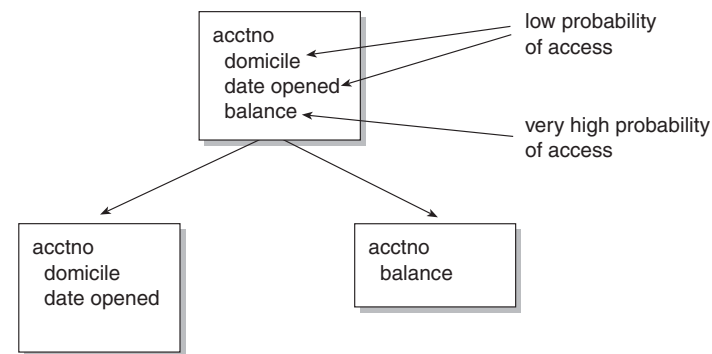 acctno
domicile
date opened
balance
low probability
of access
very high probability
of access
acctno
domicile
date opened
acctno
balance